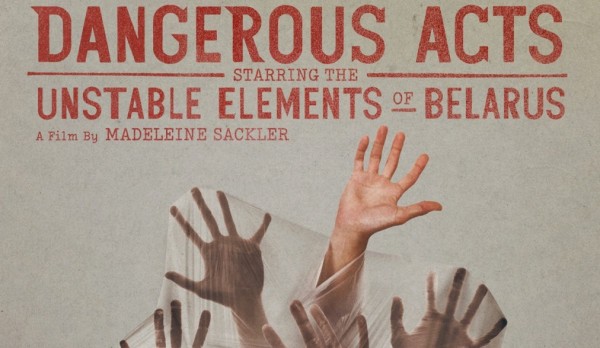 DANGEROUS ACTS
STARRING THE
UNSTABLE ELEMENTS OF BELARUS
A Film By MADELEINE SACKLER